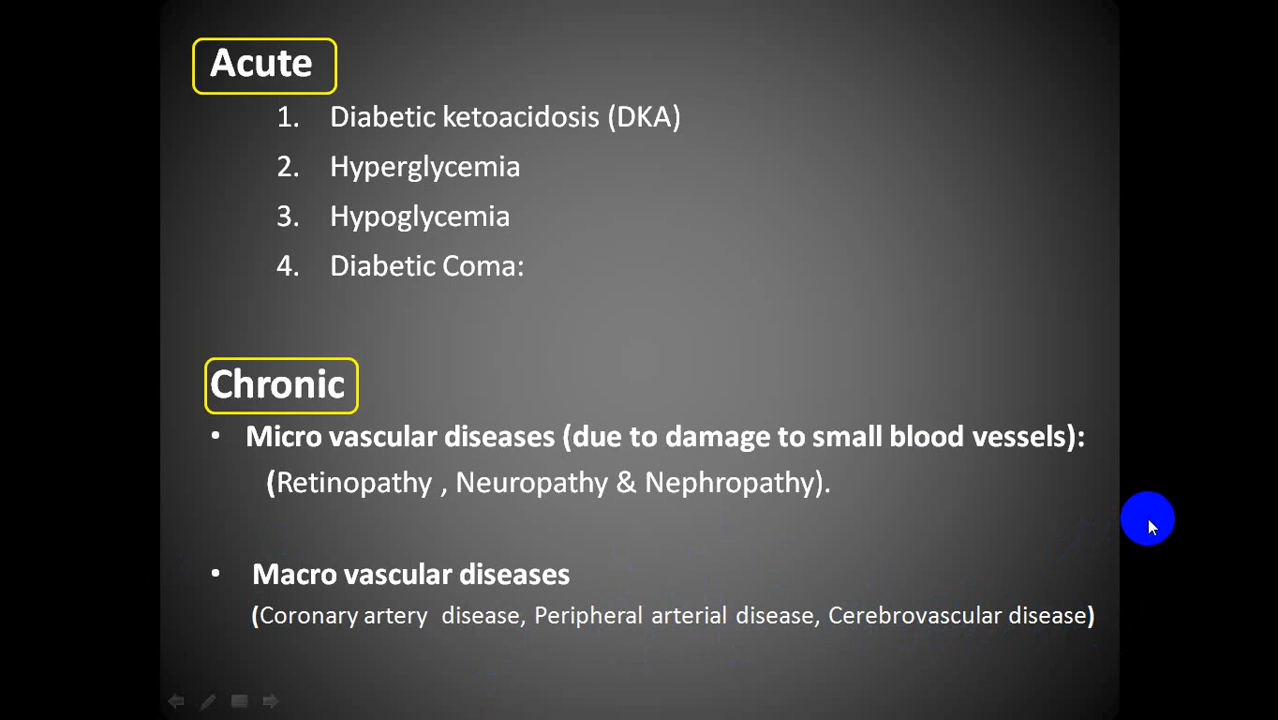 Acute
1. Diabetic ketoacidosis (DKA)
2. Hyperglycemia
3. Hypoglycemia
4. Diabetic Coma:
Chronic
• Micro vascular diseases (due to damage to small blood vessels):
(Retinopathy , Neuropathy & Nephropathy).
• Macro vascular diseases
(Coronary artery disease, Peripheral arterial disease, Cerebrovascular disease)